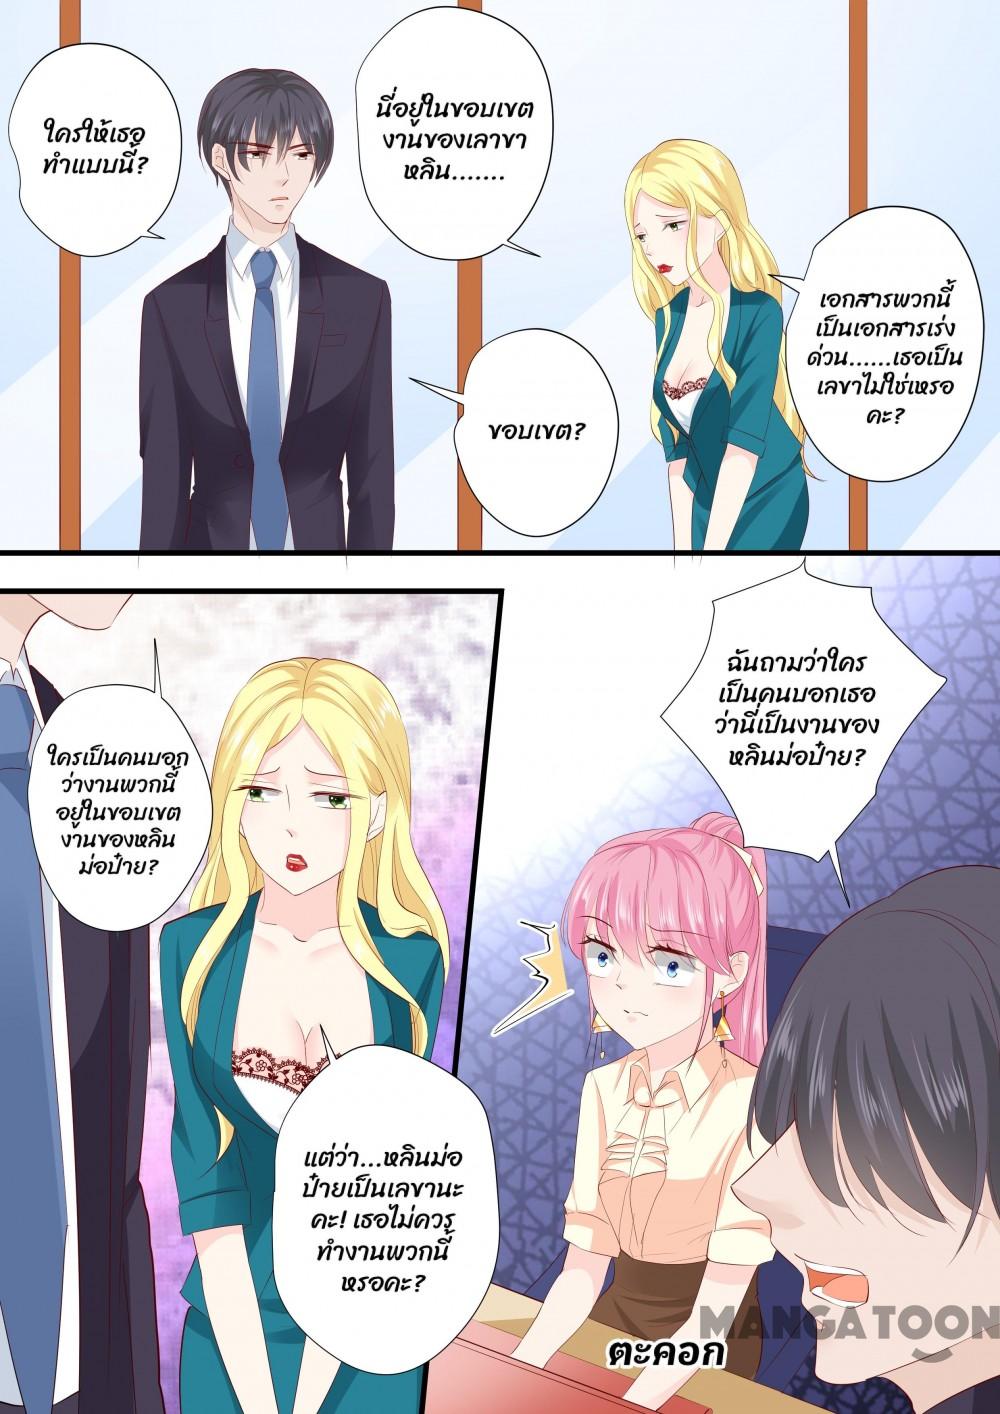 ใครให้เธอ
ทำแบบนี้?
นี่อยู่ในขอบเขต
งานของเลาขา
หลิน.......
ขอบเขต?
เอกสารพวกนี้
เป็นเอกสารเร่ง
ด่วน......เธอเป็น
เลขาไม่ใช่เหรอ
คะ?
ใครเป็นคนบอก
ว่างานพวกนี้
อยู่ในขอบเขต
งานของหลิน
ม่อป๋าย?
แต่ว่า...หลินม่อ
ป๋ายเป็นเลขานะ
คะ! เธอไม่ควร
ทำงานพวกนี้
หรอคะ?
ฉันถามว่าใคร
เป็นคนบอกเธอ
ว่านี่เป็นงานของ
หลินม่อป๋าย?
ตะคอก
MANGATOON